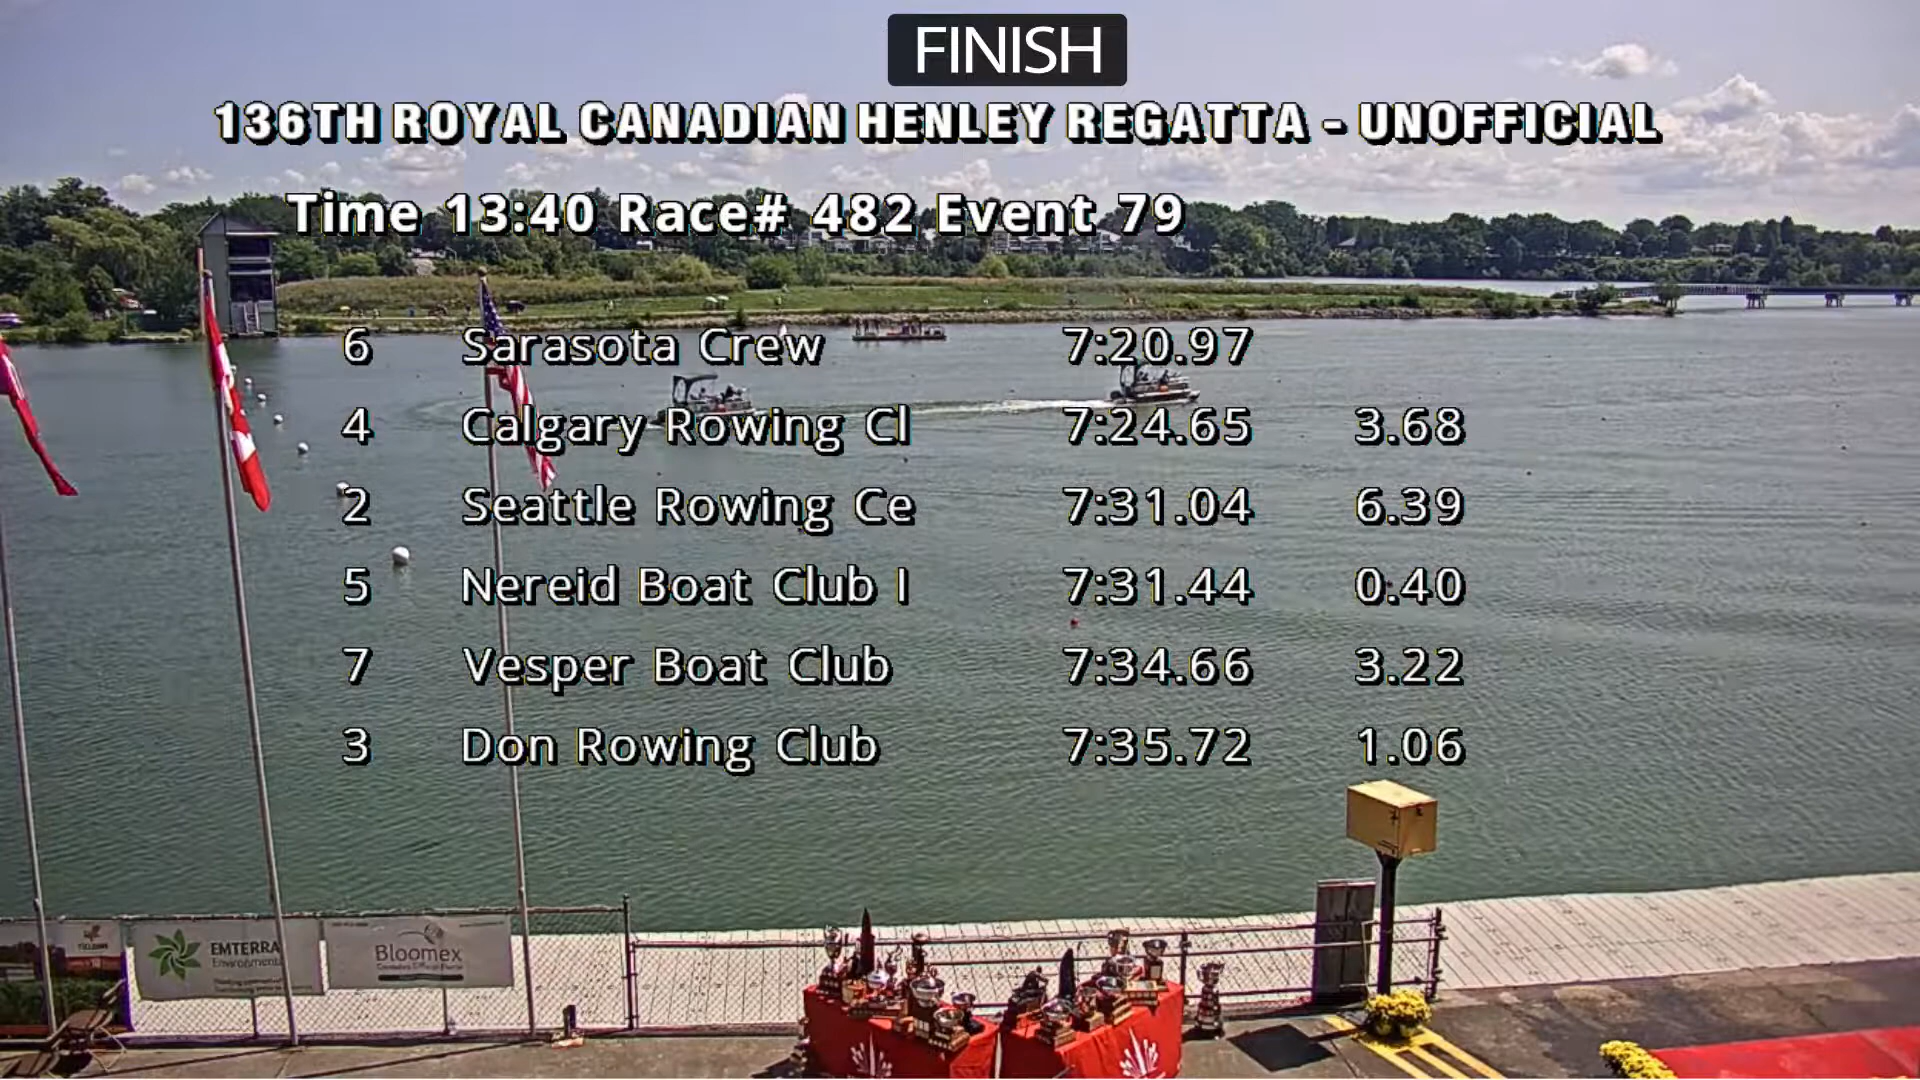 FINISH
136TH ROYAL CANADIAN HENLEY REGATTA - UNOFFICIAL
Time 13:40 Race# 482 Event 79
6 Sarasota Crew 7:20.97
4 Calgary Rowing Cl 7:24.65 3.68
2 Seattle Rowing Ce 7:31.04 6.39
5 Nereid Boat Club I 7:31.44 0.40
7 Vesper Boat Club 7:34.66 3.22
3 Don Rowing Club 7:35.72 1.06
EMTERRA
Environmental
Bloomex